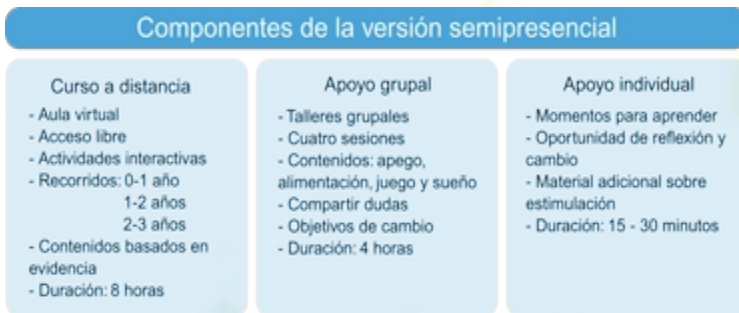 Componentes de la versión semipresencial
Curso a distancia
- Aula virtual
- Acceso libre
- Actividades interactivas
- Recorridos: 0-1 año
1-2 años
2-3 años
- Contenidos basados en
evidencia
- Duración: 8 horas
Apoyo grupal
- Talleres grupales
- Cuatro sesiones
- Contenidos: apego,
alimentación, juego y sueño
- Compartir dudas
- Objetivos de cambio
- Duración: 4 horas
Apoyo individual
- Momentos para aprender
- Oportunidad de reflexión y
cambio
- Material adicional sobre
estimulación
- Duración: 15 - 30 minutos